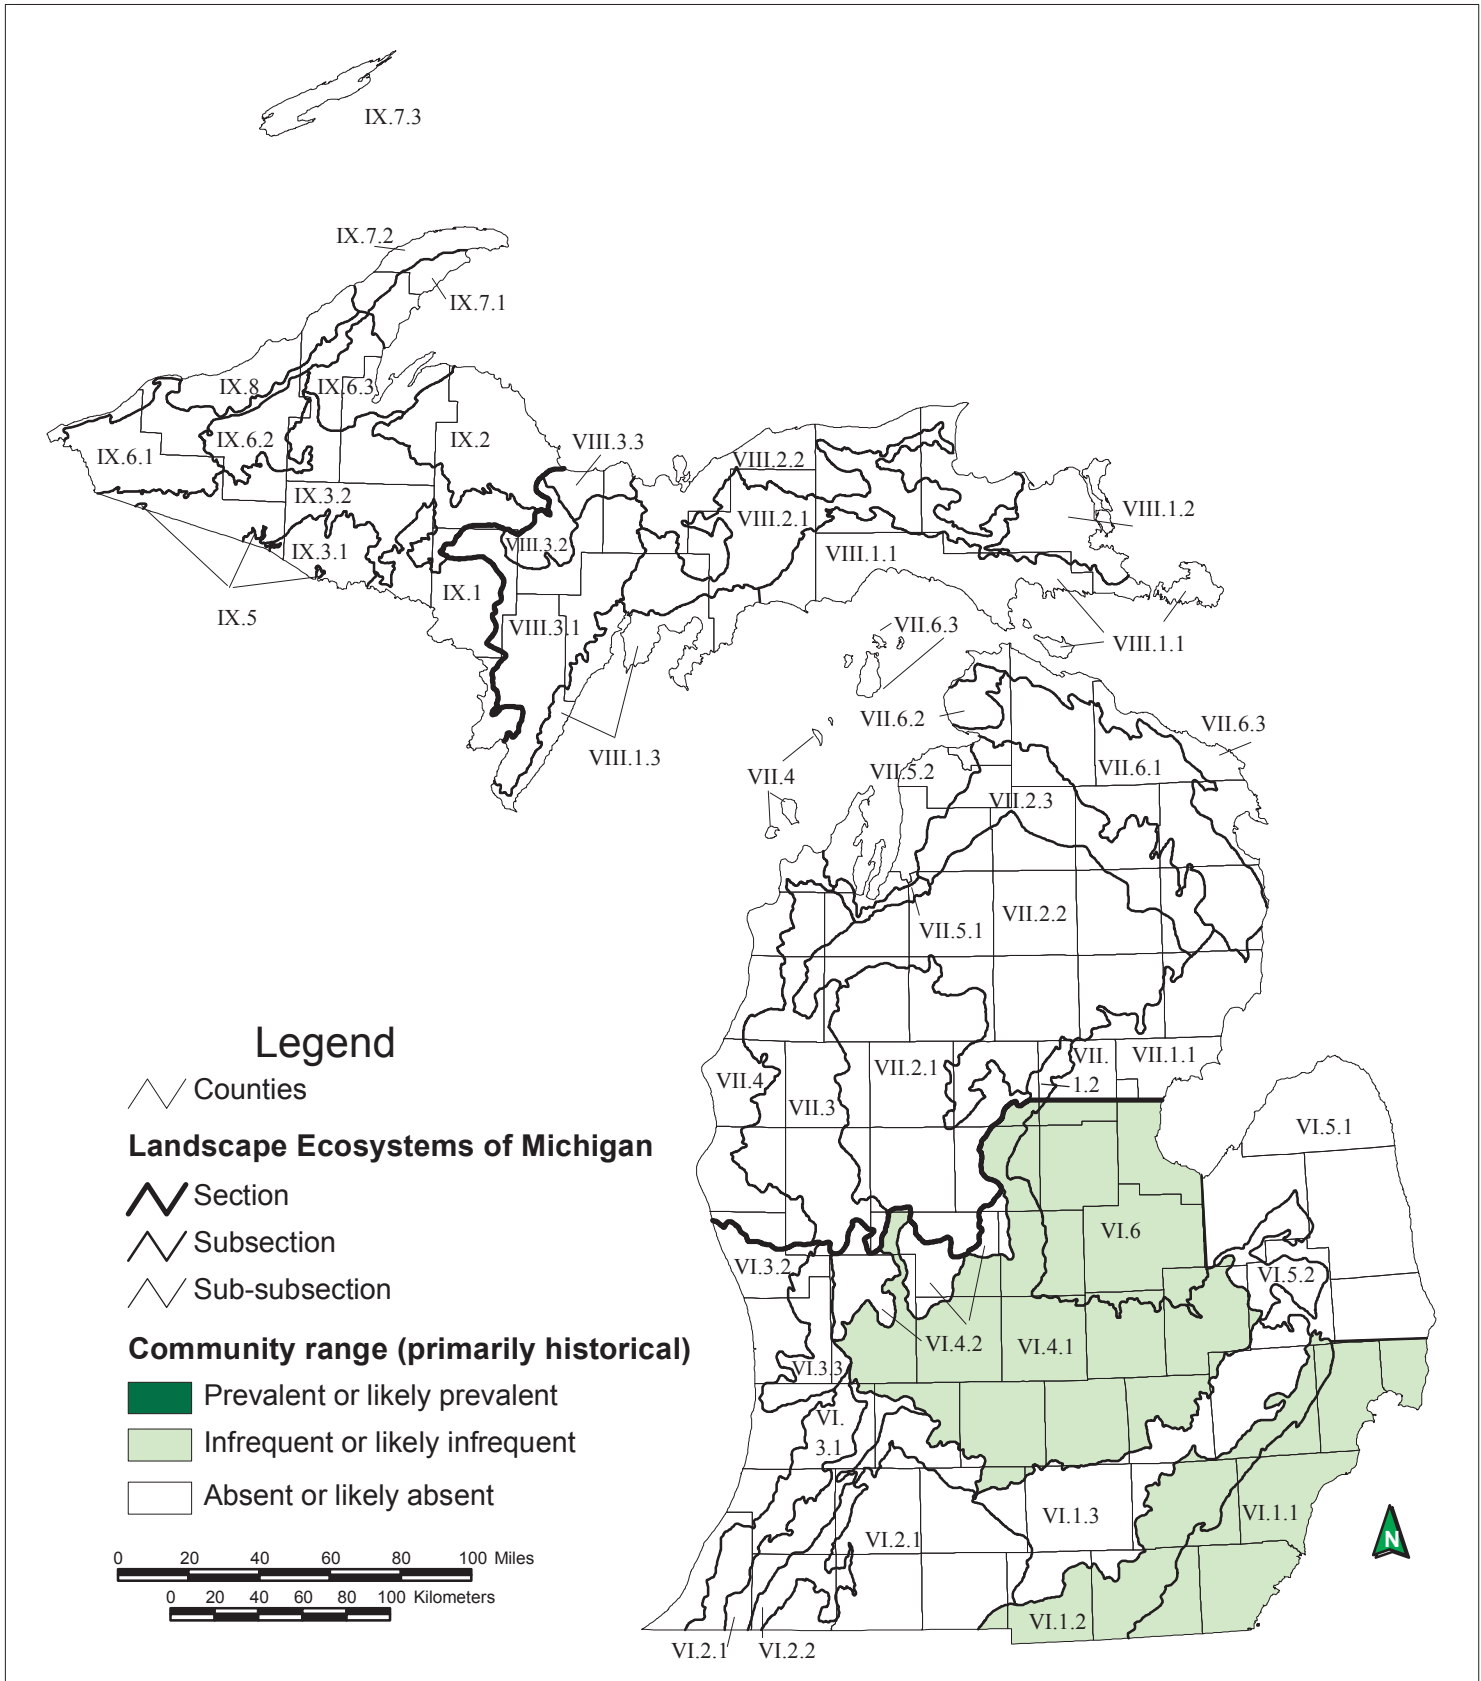 IX.7.3
IX.7.2
IX.7.1
IX.8
IX.6.3
IX.6.2
IX.2
VIII.3.3
IX.6.1
VIII.2.2
IX.3.2
VIII.1.2
VIII.2.1
VIII.3.2
IX.3.1
VIII.1.1
IX.1
IX.5
VIII.3.1
VII.6.3
VIII.1.1
VII.6.2
VII.6.3
VIII.1.3
VII.5.2
VII.6.1
VII.4
VII.2.3
VII.2.2
VII.5.1
Legend
Counties
Landscape Ecosystems of Michigan
Section
Subsection
Sub-subsection
Community range (primarily historical)
Prevalent or likely prevalent
Infrequent or likely infrequent
Absent or likely absent
0 20 40 60 80 100 Miles
0 20 40 60 80 100 Kilometers
VII.4
VII.3
VII.2.1
VII.
1.2
VII.1.1
VI.5.1
VI.6
VI.3.2
VI.5.2
VI.4.2
VI.4.1
VI.3.3
VI.
3.1
VI.1.3
VI.1.1
VI.2.1
VI.1.2
VI.2.1
VI.2.2
N